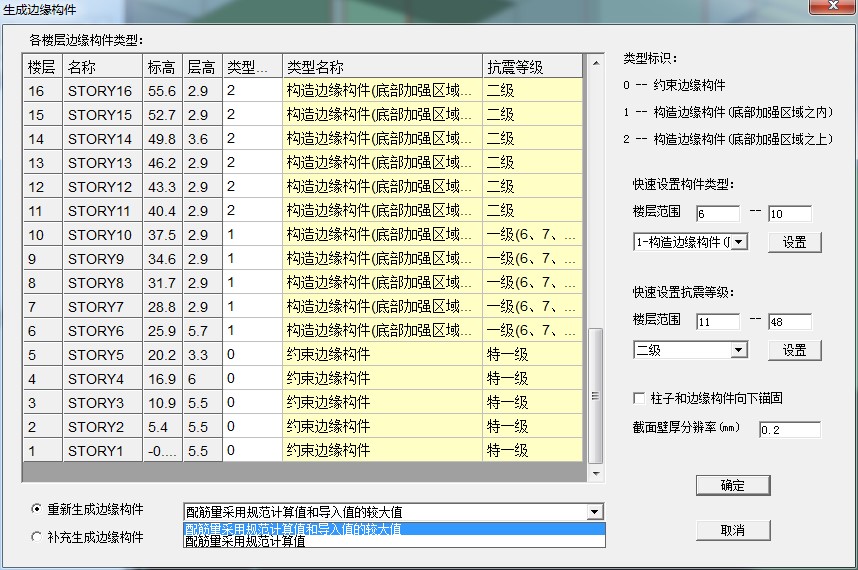 生成边缘构件
各楼层边缘构件类型:
楼层 名称 标高 层高 类型... 类型名称 抗震等级
16 STORY16 55.6 2.9 2 构造边缘构件(底部加强区域... 二级
15 STORY15 52.7 2.9 2 构造边缘构件(底部加强区域... 二级
14 STORY14 49.8 3.6 2 构造边缘构件(底部加强区域... 二级
13 STORY13 46.2 2.9 2 构造边缘构件(底部加强区域... 二级
12 STORY12 43.3 2.9 2 构造边缘构件(底部加强区域... 二级
11 STORY11 40.4 2.9 2 构造边缘构件(底部加强区域... 二级
10 STORY10 37.5 2.9 1 构造边缘构件(底部加强区域... 一级(6、7、...
9 STORY9 34.6 2.9 1 构造边缘构件(底部加强区域... 一级(6、7、...
8 STORY8 31.7 2.9 1 构造边缘构件(底部加强区域... 一级(6、7、...
7 STORY7 28.8 2.9 1 构造边缘构件(底部加强区域... 一级(6、7、...
6 STORY6 25.9 5.7 1 构造边缘构件(底部加强区域... 一级(6、7、...
5 STORY5 20.2 3.3 0 约束边缘构件 特一级
4 STORY4 16.9 6 0 约束边缘构件 特一级
3 STORY3 10.9 5.5 0 约束边缘构件 特一级
2 STORY2 5.4 5.5 0 约束边缘构件 特一级
1 STORY1 -0.... 5.5 0 约束边缘构件 特一级
重新生成边缘构件
补充生成边缘构件
配筋量采用规范计算值和导入值的较大值
配筋量采用规范计算值和导入值的较大值
配筋量采用规范计算值
类型标识:
0 -- 约束边缘构件
1 -- 构造边缘构件(底部加强区域之内)
2 -- 构造边缘构件(底部加强区域之上)
快速设置构件类型:
楼层范围 6 -- 10
1-构造边缘构件( 设置
快速设置抗震等级:
楼层范围 11 -- 48
二级 设置
柱子和边缘构件向下锚固
截面壁厚分辨率(mm) 0.2
确定
取消